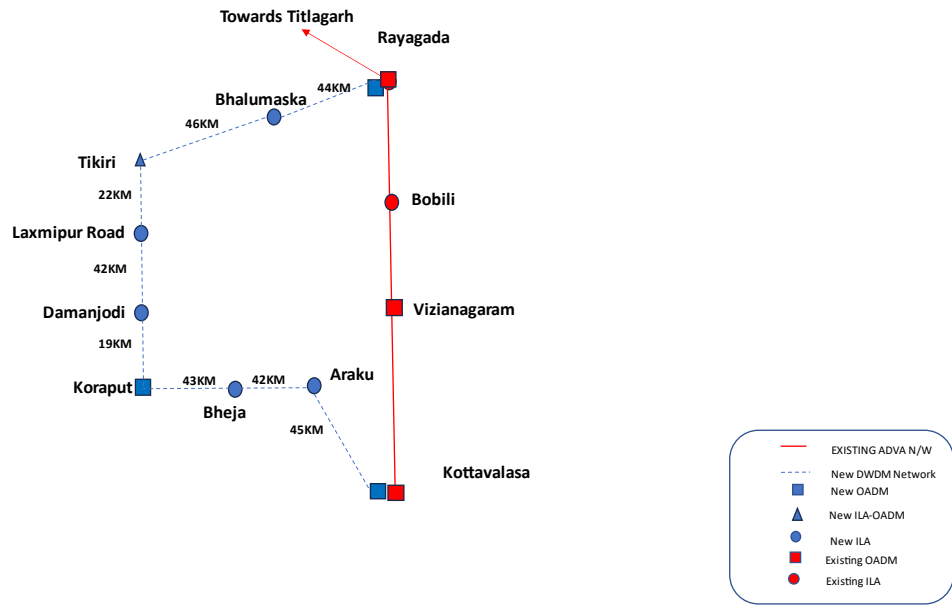 Towards Titlagarh
Rayagada
44KM
Bhalumaska
46KM
Tikiri
22KM
Bobili
Laxmipur Road
42KM
Damanjodi
Vizianagaram
19KM
Koraput
43KM
42KM
Araku
Bheja
45KM
Kottavalasa
EXISTING ADVA N/W
New DWDM Network
New OADM
New ILA-OADM
New ILA
Existing OADM
Existing ILA